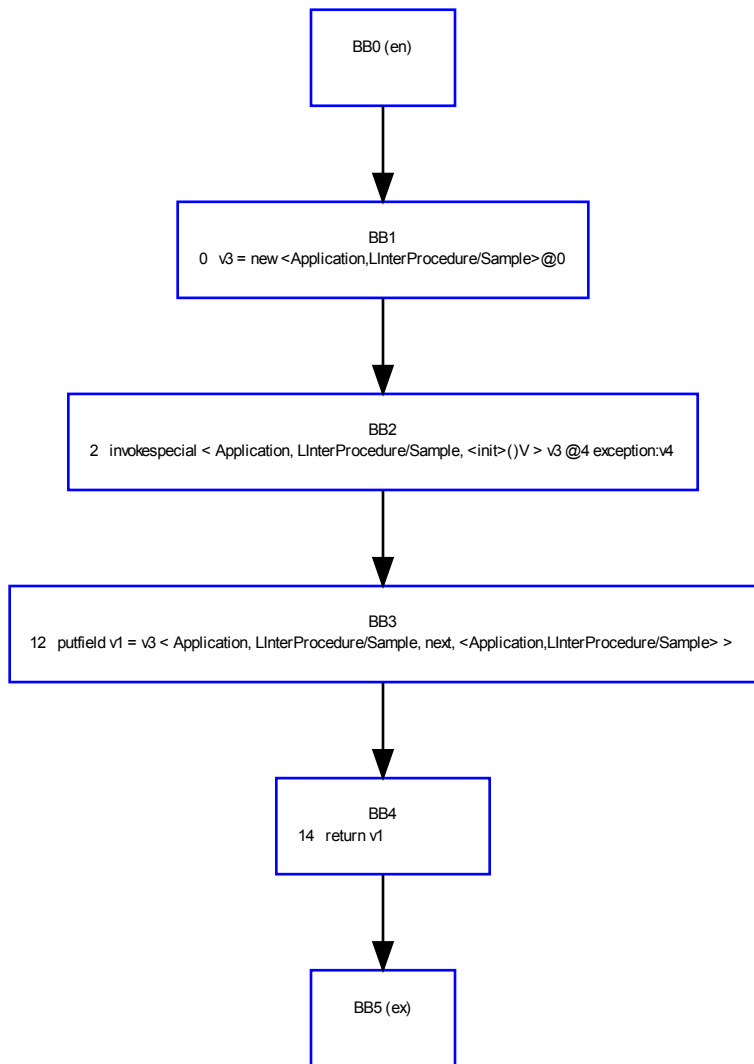 BB0 (en)
BB1
0 v3 = new <Application,LInterProcedure/Sample>@0
BB2
2 invokespecial < Application, LInterProcedure/Sample, <init>()V > v3 @4 exception:v4
BB3
12 putfield v1 = v3 < Application, LInterProcedure/Sample, next, <Application,LInterProcedure/Sample> >
BB4
14 return v1
BB5 (ex)